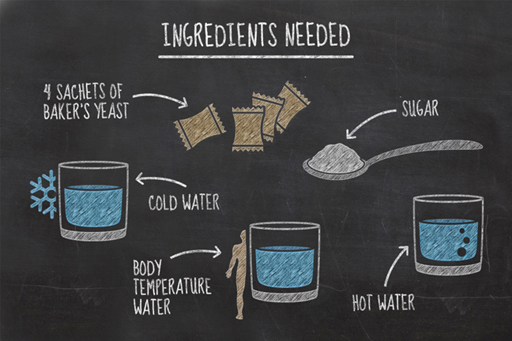 INGREDIENTS NEEDED
4 SACHETS OF
BAKER'S YEAST
SUGAR
COLD WATER
BODY
TEMPERATURE
WATER
HOT WATER